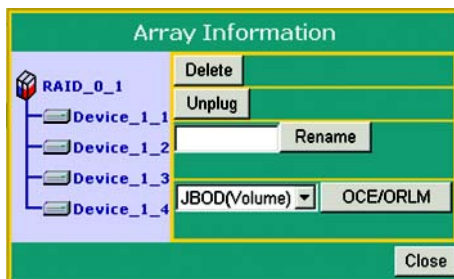 Array Information
RAID_0_1
Device_1_1
Device_1_2
Device_1_3
Device_1_4
Delete
Unplug
Rename
JBOD(Volume)
OCE/ORLM
Close